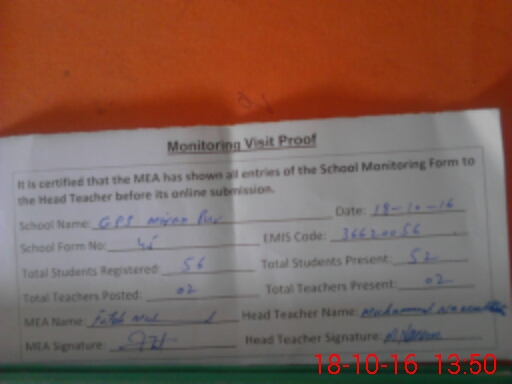 Monitoring Visit Proof
It is certified that the MEA has shown all entries of the School Monitoring Form to
the Head Teacher before its online submission.
School Name: GPS Miran Pur Date: 18-10-16
School Form No: EMIS Code: 36620056
Total Students Registered: 56 Total Students Present: 52
Total Teachers Posted: 02 Total Teachers Present: 02
MEA Name: Head Teacher Name: Muhammad
MEA Signature: Head Teacher Signature:
18-10-16 13.50